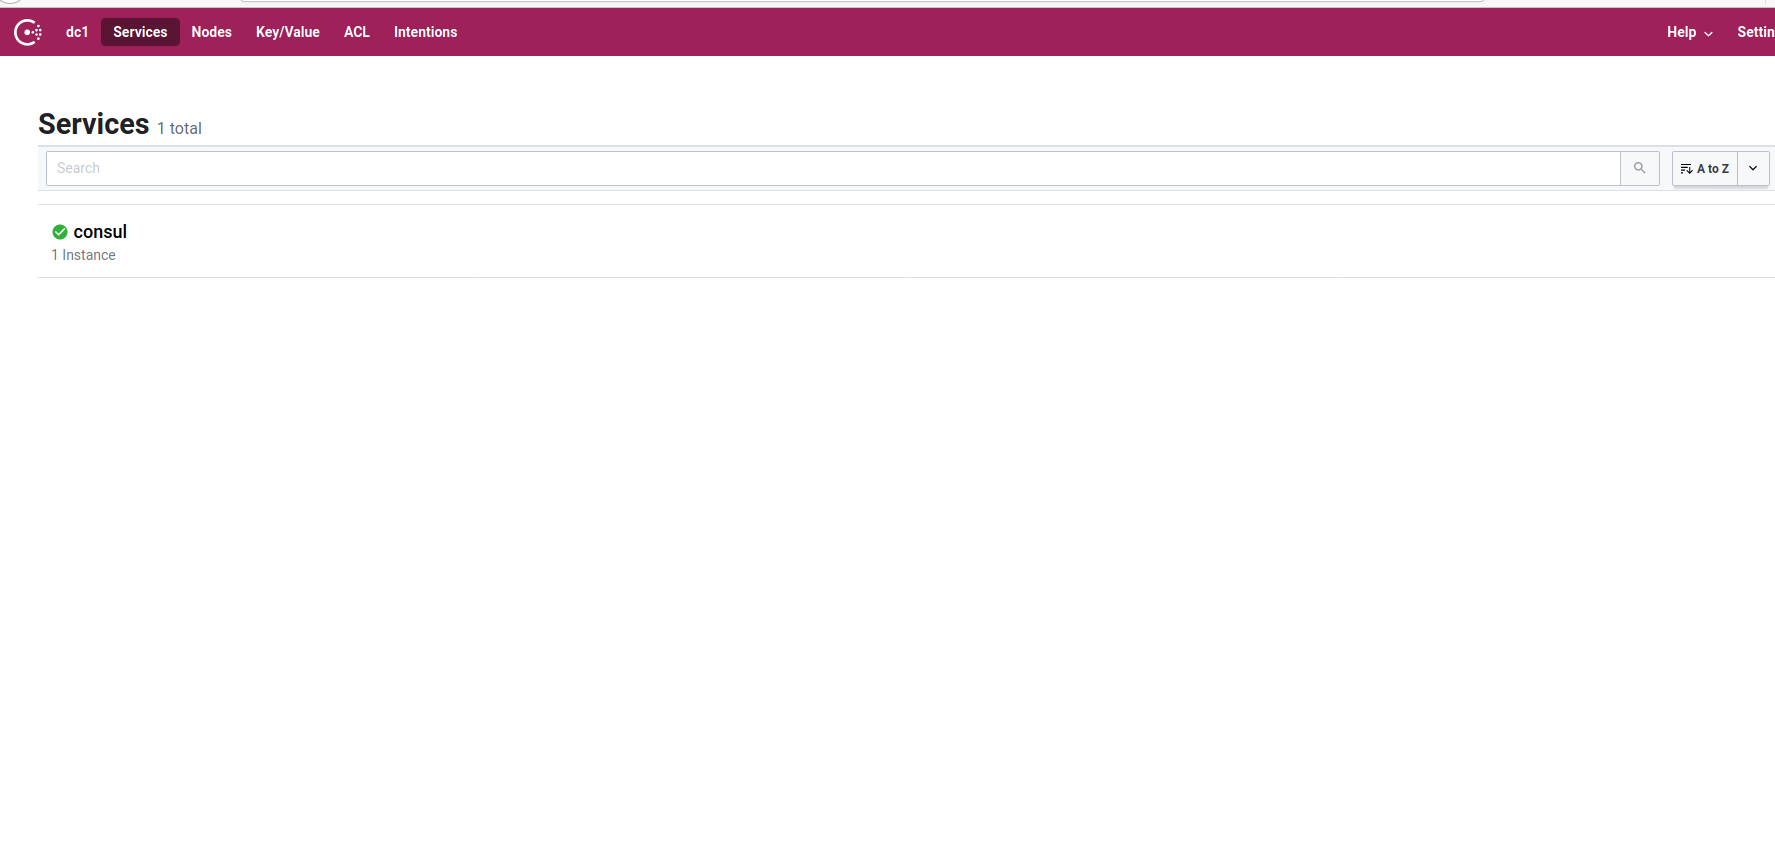 dc1 Services Nodes Key/Value ACL Intentions Help Settin
Services 1 total
Search A to Z
consul
1 Instance